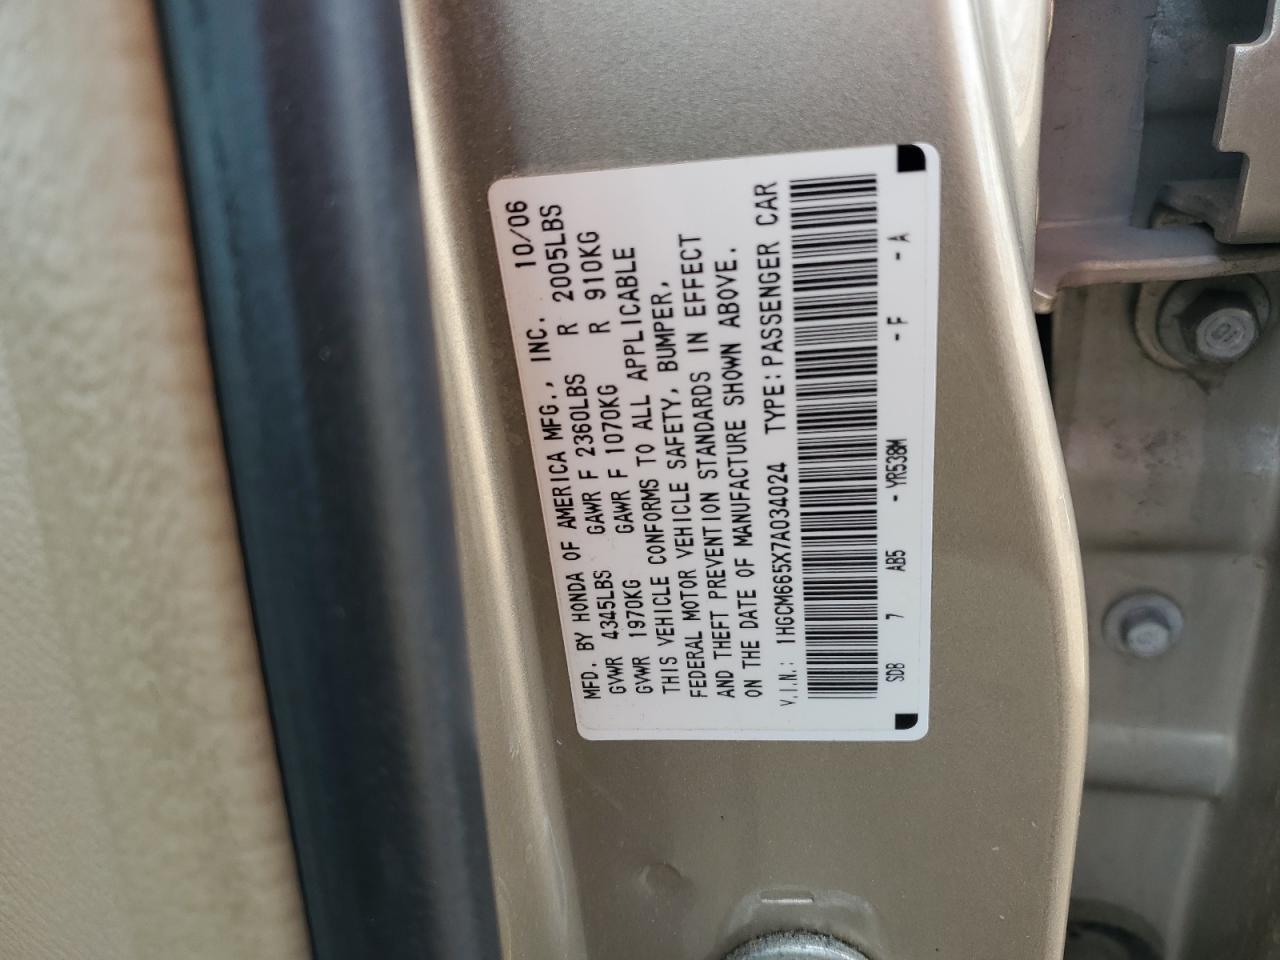 MFD. BY HONDA OF AMERICA MFG., INC. 10/06
GVWR 4345LBS GAWR F 2360LBS R 2005LBS
GVWR 1970KG GAWR F 1070KG R 910KG
THIS VEHICLE CONFORMS TO ALL APPLICABLE
FEDERAL MOTOR VEHICLE SAFETY, BUMPER,
AND THEFT PREVENTION STANDARDS IN EFFECT
ON THE DATE OF MANUFACTURE SHOWN ABOVE.
V.I.N.: 1HGCM665X7A034024 TYPE: PASSENGER CAR
SDB 7 AB5 - YR538M - F - A